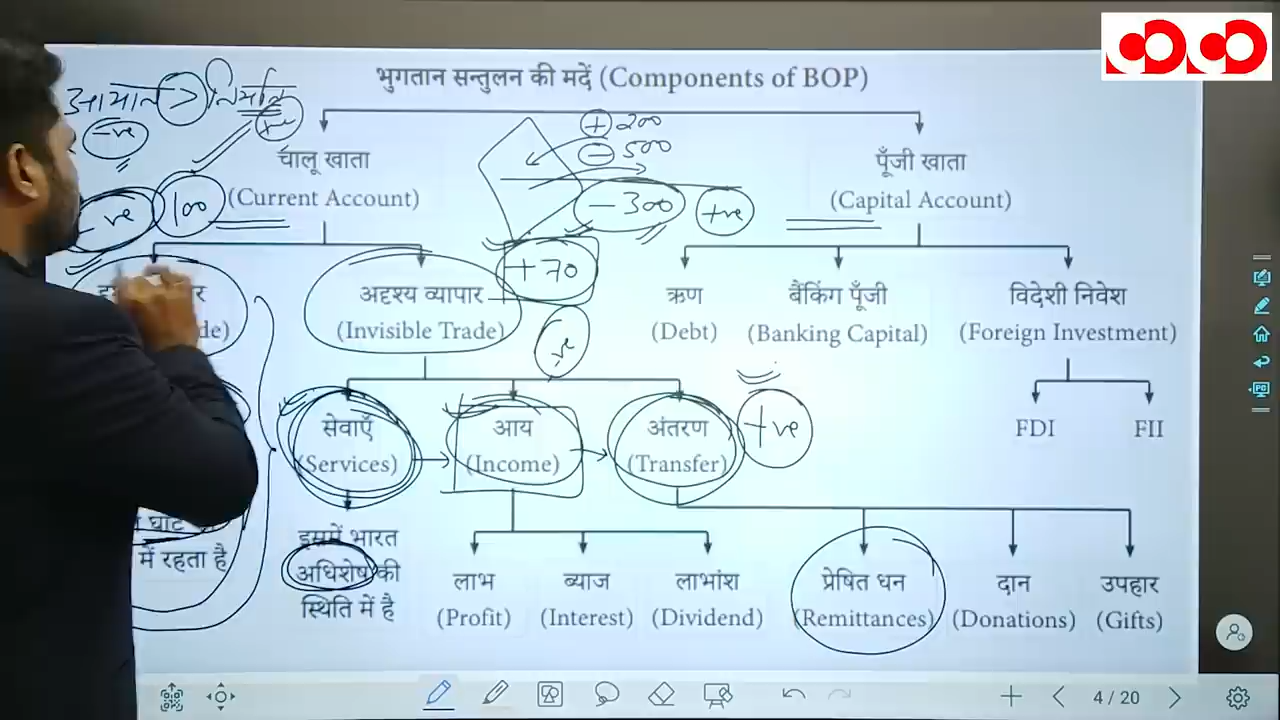 भुगतान सन्तुलन की मदें (Components of BOP)
आयात > निर्यात
-ve
+ve
+ 200
- 500
चालू खाता
(Current Account)
पूँजी खाता
(Capital Account)
-ve
100
- 300
+ve
+ 70
अदृश्य व्यापार
(Invisible Trade)
ऋण
(Debt)
बैंकिंग पूँजी
(Banking Capital)
विदेशी निवेश
(Foreign Investment)
de)
सेवाएँ
(Services)
आय
(Income)
अंतरण
(Transfer)
+ve
FDI
FII
में रहता है
इसमें भारत
अधिशेष की
स्थिति में है
लाभ
(Profit)
ब्याज
(Interest)
लाभांश
(Dividend)
प्रेषित धन
(Remittances)
दान
(Donations)
उपहार
(Gifts)
4 / 20